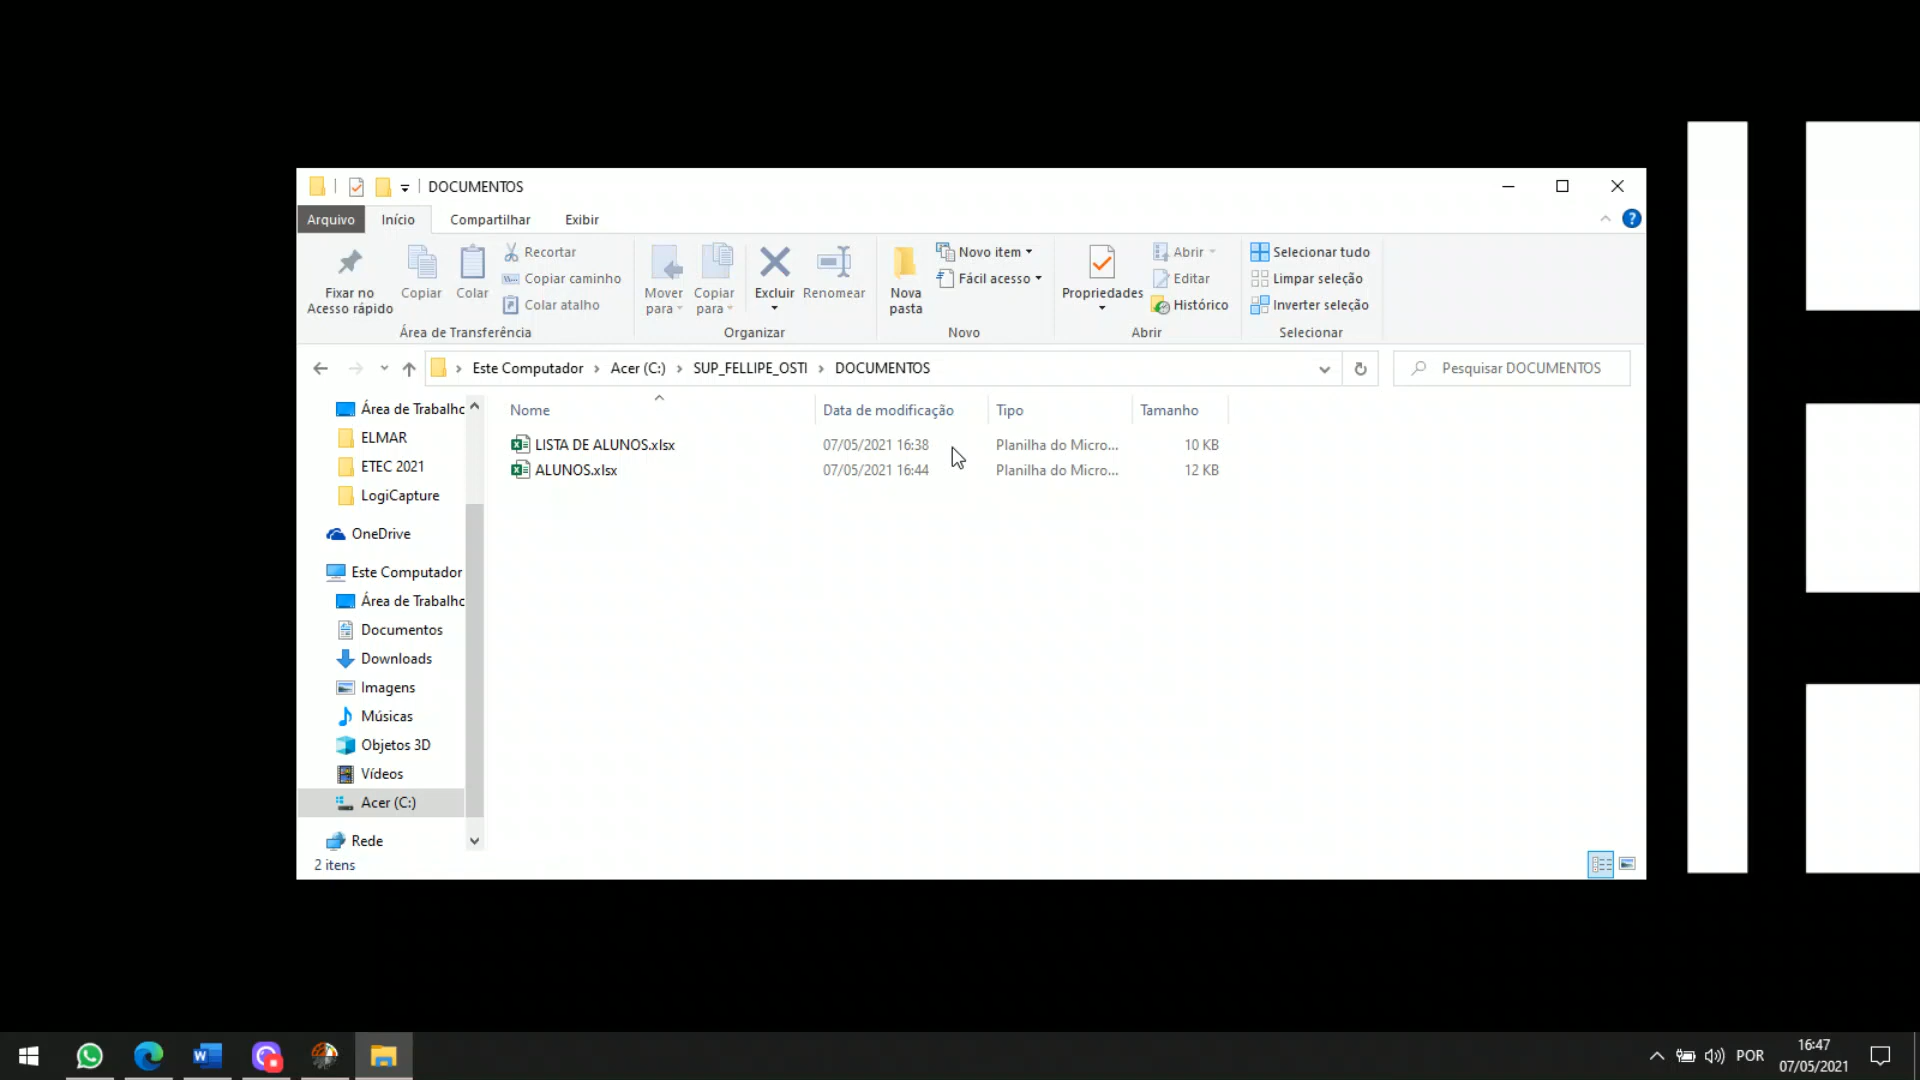 DOCUMENTOS
Arquivo Início Compartilhar Exibir
Fixar no Acesso rápido
Copiar
Colar
Recortar
Copiar caminho
Colar atalho
Área de Transferência
Mover para
Copiar para
Excluir
Renomear
Organizar
Nova pasta
Novo item
Fácil acesso
Novo
Propriedades
Abrir
Editar
Histórico
Abrir
Selecionar tudo
Limpar seleção
Inverter seleção
Selecionar
Este Computador Acer (C:) SUP_FELLIPE_OSTI DOCUMENTOS
Pesquisar DOCUMENTOS
Área de Trabalho
ELMAR
ETEC 2021
LogiCapture
OneDrive
Este Computador
Área de Trabalho
Documentos
Downloads
Imagens
Músicas
Objetos 3D
Vídeos
Acer (C:)
Rede
Nome Data de modificação Tipo Tamanho
LISTA DE ALUNOS.xlsx 07/05/2021 16:38 Planilha do Micro... 10 KB
ALUNOS.xlsx 07/05/2021 16:44 Planilha do Micro... 12 KB
2 itens
POR
16:47
07/05/2021